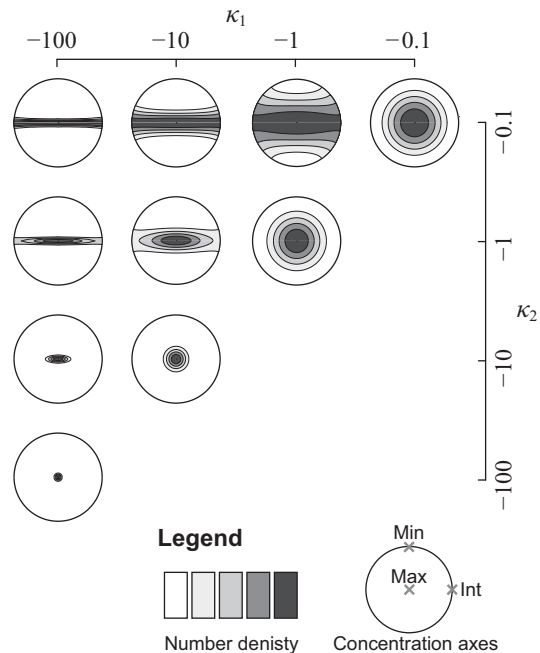 κ1
−100 −10 −1 −0.1
−0.1
−1
κ2
−10
−100
Legend
Min
Max
Int
Number denisty
Concentration axes